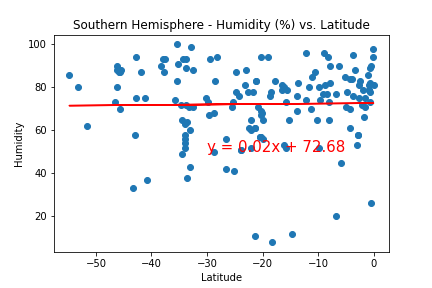 Southern Hemisphere - Humidity (%) vs. Latitude
100
80
60
40
20
Humidity
y = 0.02x + 72.68
−50
−40
−30
−20
−10
0
Latitude